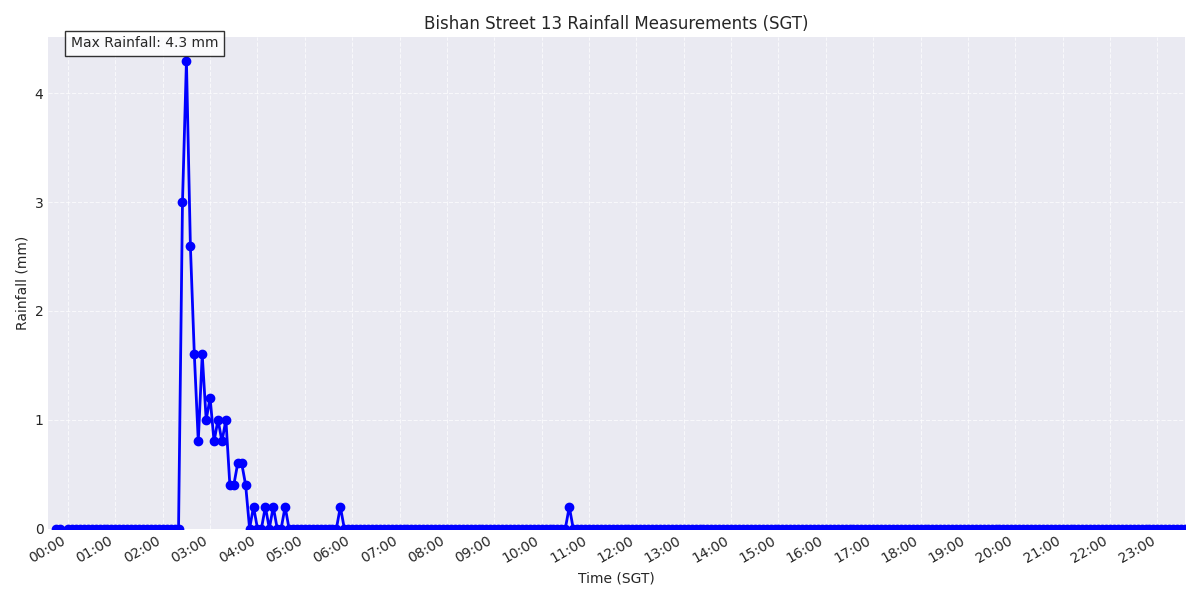 Bishan Street 13 Rainfall Measurements (SGT)
Max Rainfall: 4.3 mm
4
3
2
1
0
Rainfall (mm)
00:00 01:00 02:00 03:00 04:00 05:00 06:00 07:00 08:00 09:00 10:00 11:00 12:00 13:00 14:00 15:00 16:00 17:00 18:00 19:00 20:00 21:00 22:00 23:00
Time (SGT)